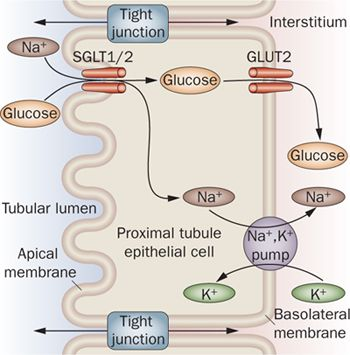 Tight
junction
Interstitium
Na⁺
SGLT1/2
GLUT2
Glucose
Glucose
Glucose
Tubular lumen
Na⁺
Na⁺
Proximal tubule
epithelial cell
Na⁺,K⁺
pump
Apical
membrane
K⁺
K⁺
Tight
junction
Basolateral
membrane